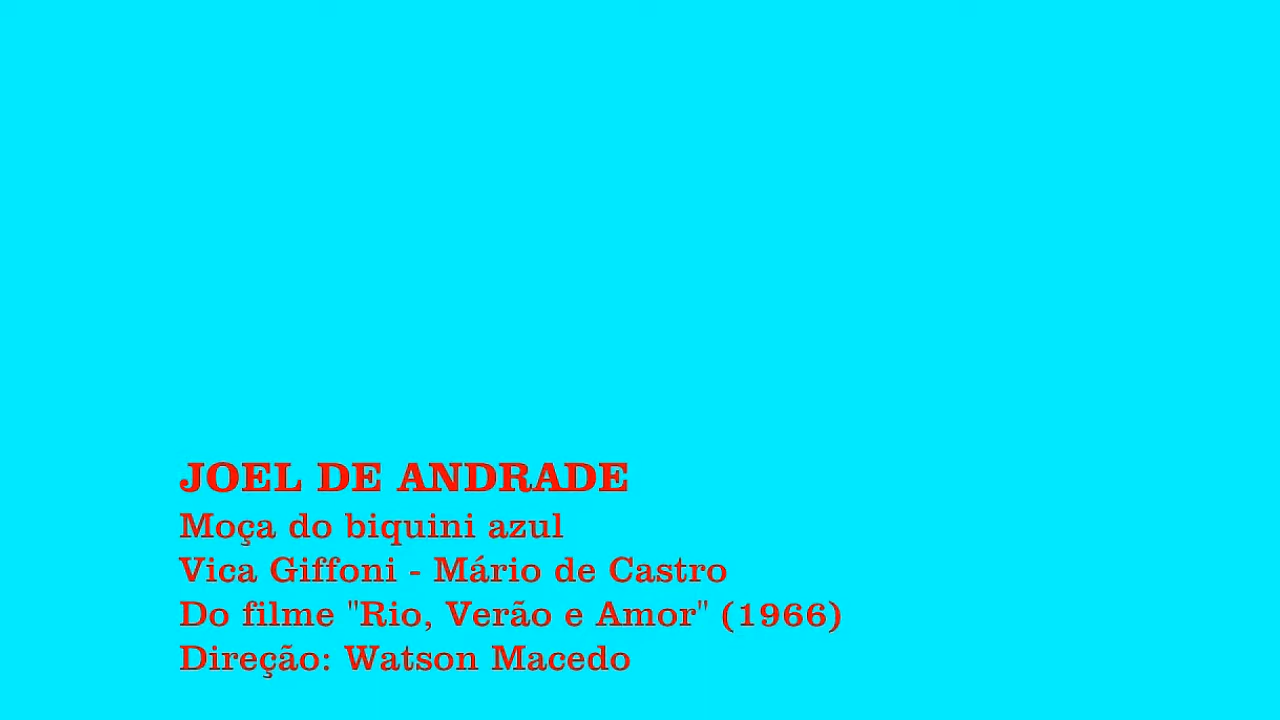 JOEL DE ANDRADE
Moça do biquini azul
Vica Giffoni - Mário de Castro
Do filme "Rio, Verão e Amor" (1966)
Direção: Watson Macedo